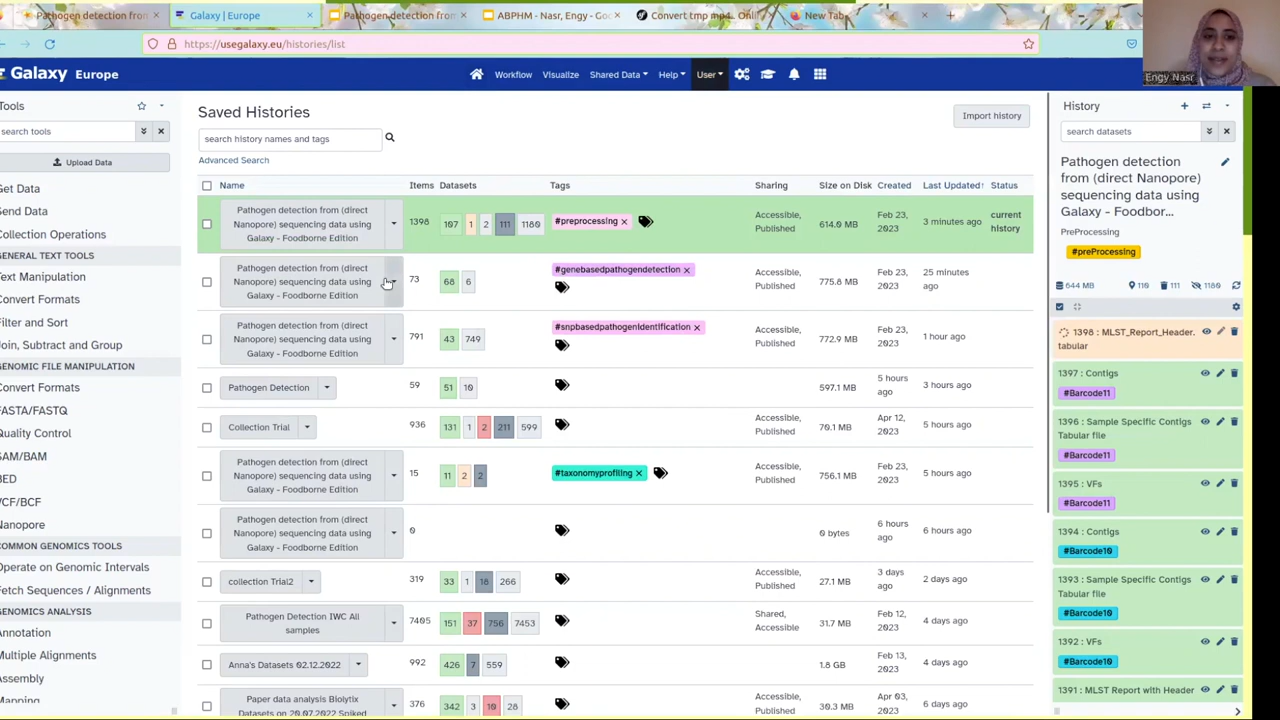 Pathogen detection from
Galaxy | Europe
Pathogen detection from
ABPHM - Nasr, Engy - Goo
Convert tmp mp4. Onli
New Tab
https://usegalaxy.eu/histories/list
Engy Nasr
Galaxy Europe
Workflow
Visualize
Shared Data
Help
User
Tools
search tools
Upload Data
Get Data
Send Data
Collection Operations
GENERAL TEXT TOOLS
Text Manipulation
Convert Formats
Filter and Sort
Join, Subtract and Group
GENOMIC FILE MANIPULATION
Convert Formats
FASTA/FASTQ
Quality Control
SAM/BAM
BED
VCF/BCF
Nanopore
COMMON GENOMICS TOOLS
Operate on Genomic Intervals
Fetch Sequences / Alignments
GENOMICS ANALYSIS
Annotation
Multiple Alignments
Assembly
Mapping
Saved Histories
Import history
search history names and tags
Advanced Search
Name Items Datasets Tags Sharing Size on Disk Created Last Updated↑ Status
Pathogen detection from (direct
Nanopore) sequencing data using
Galaxy - Foodborne Edition
1398 107 1 2 111 1180 #preprocessing × Accessible,
Published
614.0 MB Feb 23,
2023
3 minutes ago current
history
Pathogen detection from (direct
Nanopore) sequencing data using
Galaxy - Foodborne Edition
73 68 6 #genebasedpathogendetection × Accessible,
Published
775.8 MB Feb 23,
2023
25 minutes
ago
Pathogen detection from (direct
Nanopore) sequencing data using
Galaxy - Foodborne Edition
791 43 749 #snpbasedpathogenIdentification × Accessible,
Published
772.9 MB Feb 23,
2023
1 hour ago
Pathogen Detection 59 51 10 597.1 MB 5 hours
ago
3 hours ago
Collection Trial 936 131 1 2 211 599 Accessible,
Published
70.1 MB Apr 12,
2023
5 hours ago
Pathogen detection from (direct
Nanopore) sequencing data using
Galaxy - Foodborne Edition
15 11 2 2 #taxonomyprofiling × Accessible,
Published
756.1 MB Feb 23,
2023
5 hours ago
Pathogen detection from (direct
Nanopore) sequencing data using
Galaxy - Foodborne Edition
0 0 bytes 6 hours
ago
6 hours ago
collection Trial2 319 33 1 18 266 Accessible,
Published
27.1 MB 3 days
ago
2 days ago
Pathogen Detection IWC All
samples
7405 151 37 756 7453 Shared,
Accessible
31.7 MB Feb 12,
2023
4 days ago
Anna's Datasets 02.12.2022 992 426 7 559 1.8 GB Feb 13,
2023
4 days ago
Paper data analysis Biolytix
Datasets on 20.07.2022 Spiked
376 342 3 10 28 Accessible,
Published
30.3 MB Apr 03,
2023
6 days ago
History
search datasets
Pathogen detection
from (direct Nanopore)
sequencing data using
Galaxy - Foodbor...
PreProcessing
#preProcessing
644 MB 110 111 1180
1398 : MLST_Report_Header.
tabular
1397 : Contigs
#Barcode11
1396 : Sample Specific Contigs
Tabular file
#Barcode11
1395 : VFs
#Barcode11
1394 : Contigs
#Barcode10
1393 : Sample Specific Contigs
Tabular file
#Barcode10
1392 : VFs
#Barcode10
1391 : MLST Report with Header